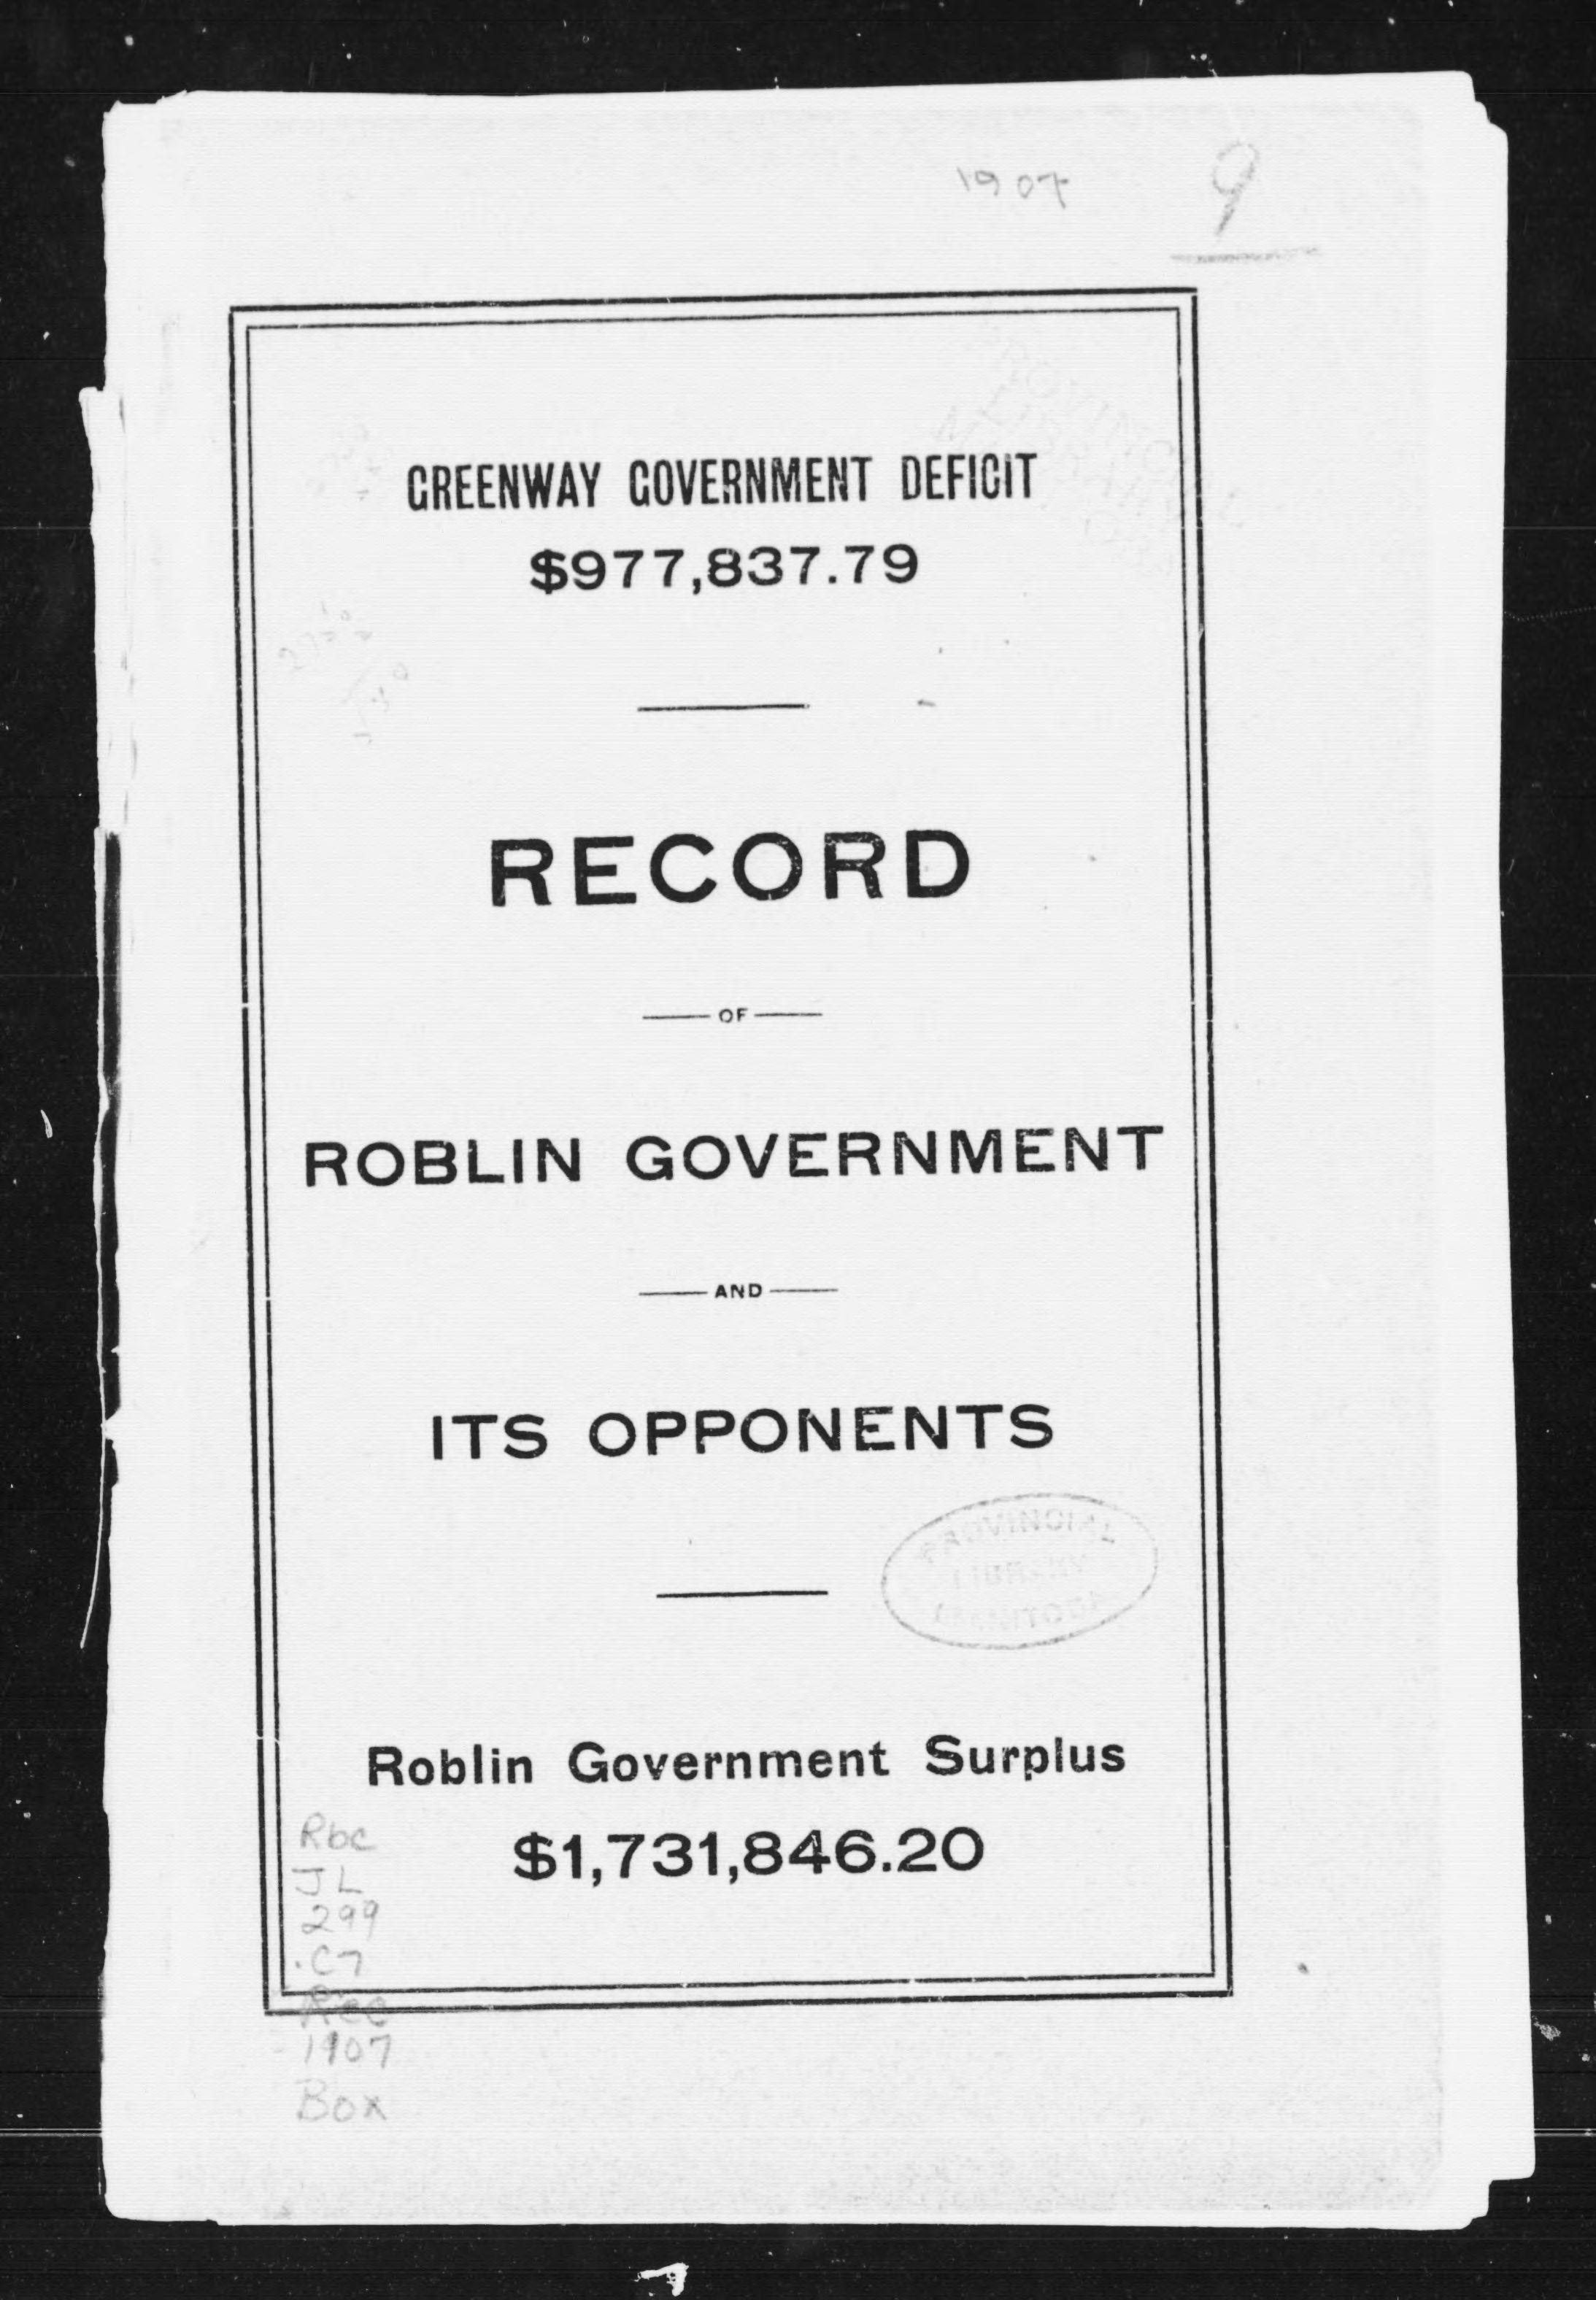 1907
9
GREENWAY GOVERNMENT DEFICIT
$977,837.79
RECORD
OF
ROBLIN GOVERNMENT
AND
ITS OPPONENTS
PROVINCIAL
LIBRARY
MANITOBA
Roblin Government Surplus
$1,731,846.20
Rbc
JL
299
.C7
Rec
1907
Box